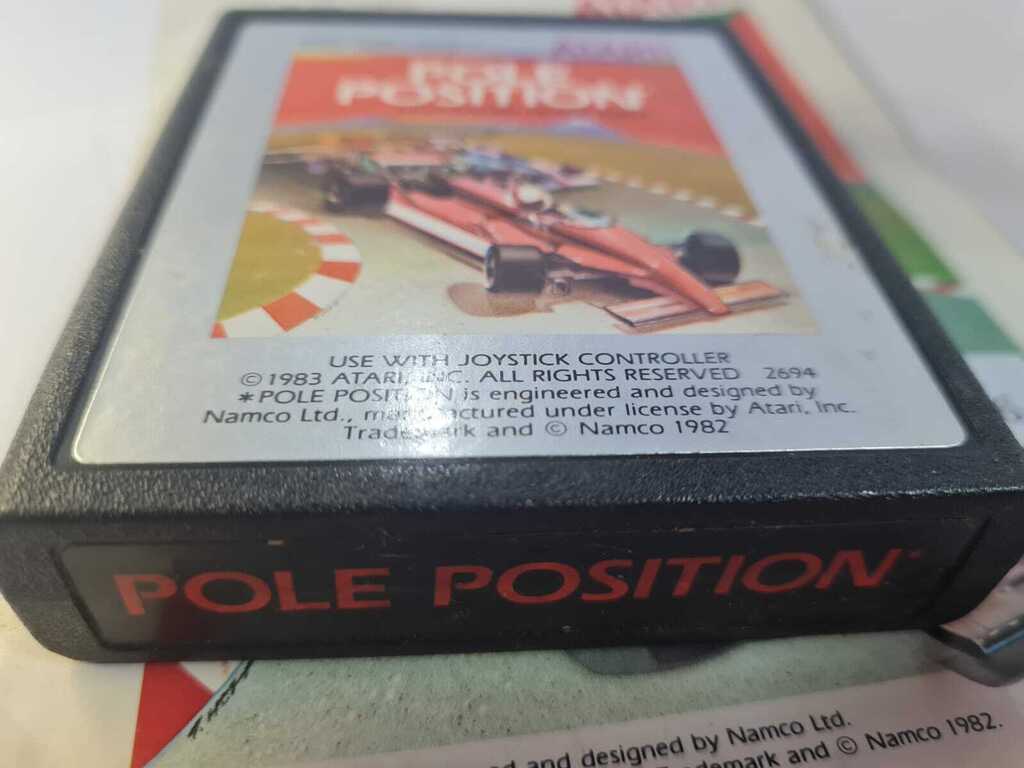 POLE
POSITION
USE WITH JOYSTICK CONTROLLER
© 1983 ATARI, INC. ALL RIGHTS RESERVED 2694
*POLE POSITION is engineered and designed by
Namco Ltd., manufactured under license by Atari, Inc.
Trademark and © Namco 1982
POLE POSITION
and designed by Namco Ltd.
and © Namco 1982.